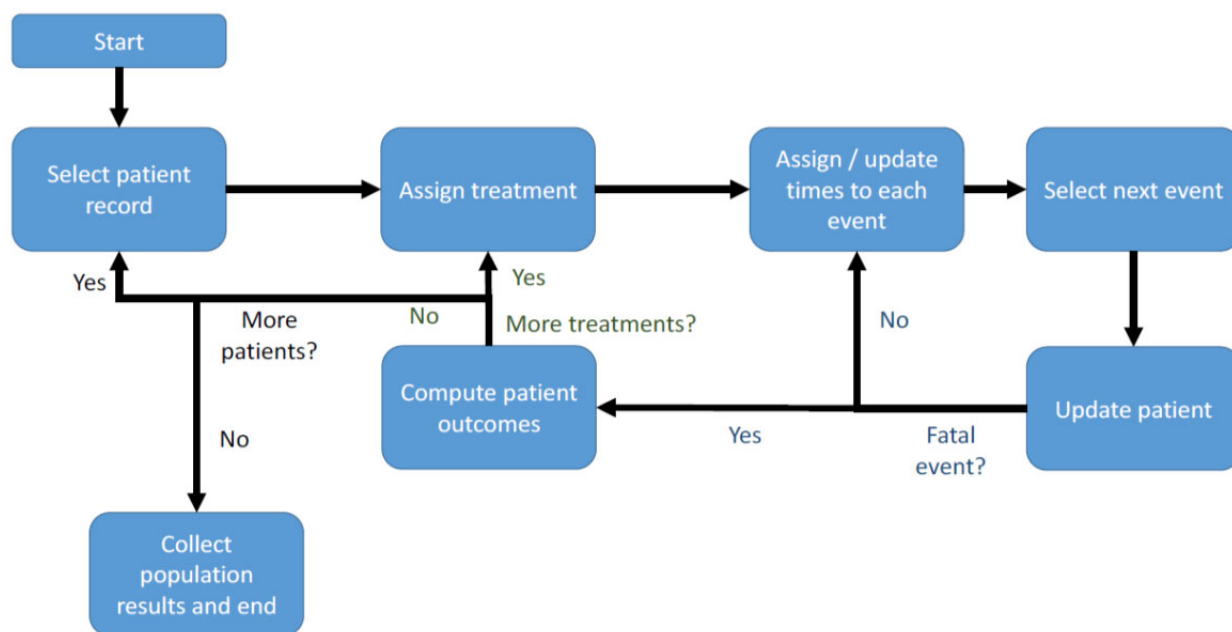 Start
Select patient
record
Assign treatment
Assign / update
times to each
event
Select next event
Yes
More
patients?
No
Yes
More treatments?
No
Compute patient
outcomes
Yes
No
Fatal
event?
Update patient
No
Collect
population
results and end